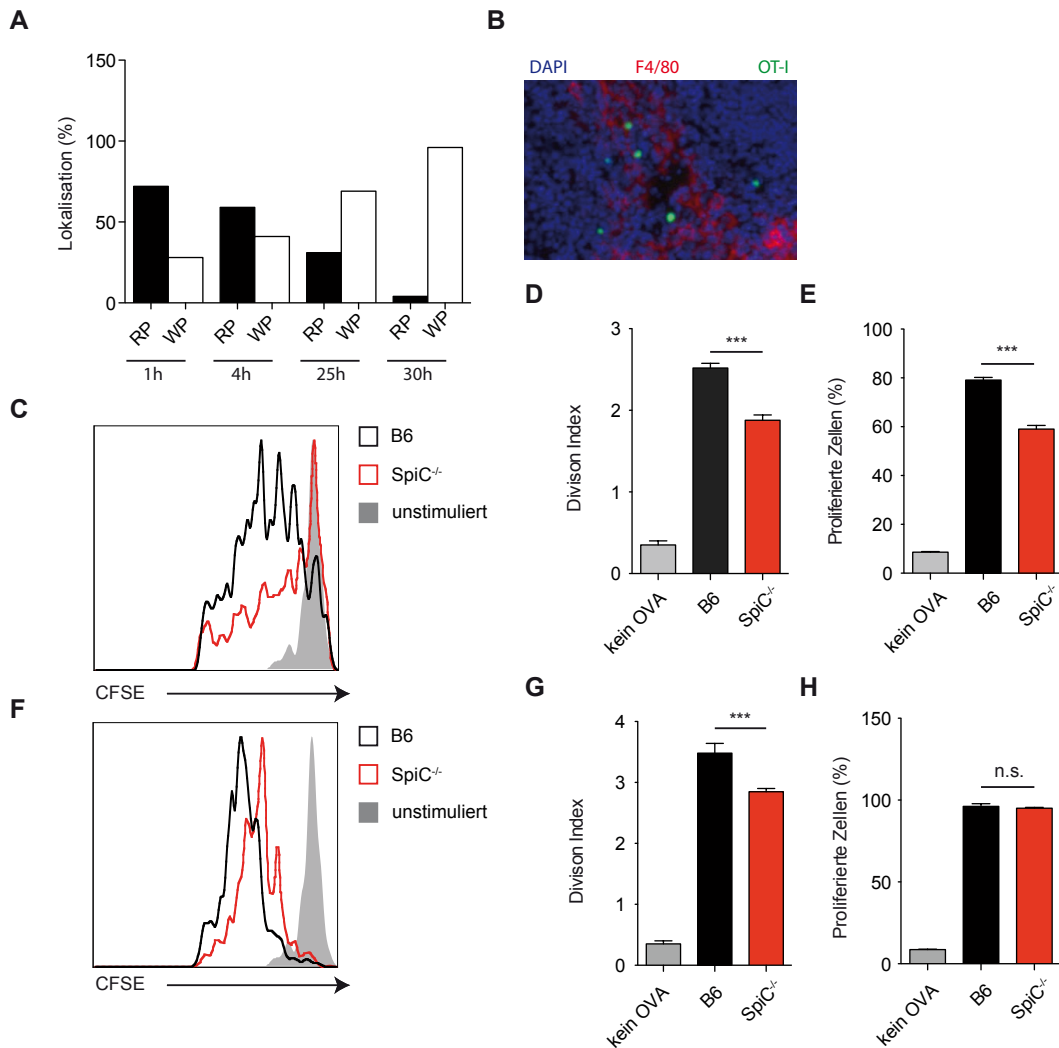 A
150
100
50
0
Lokalisation (%)
RP WP RP WP RP WP RP WP
1h 4h 25h 30h
B
DAPI F4/80 OT-I
C
B6
SpiC-/-
unstimuliert
CFSE
D
3
2
1
0
Divison Index
***
kein OVA B6 SpiC-/-
E
100
80
60
40
20
0
Proliferierte Zellen (%)
***
kein OVA B6 SpiC-/-
F
B6
SpiC-/-
unstimuliert
CFSE
G
4
3
2
1
0
Divison Index
***
kein OVA B6 SpiC-/-
H
150
100
50
0
Proliferierte Zellen (%)
n.s.
kein OVA B6 SpiC-/-